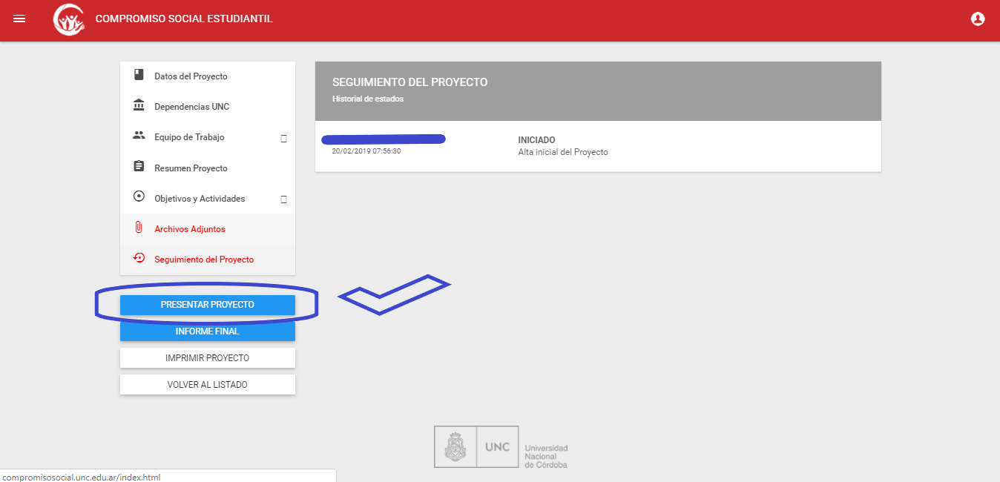 COMPROMISO SOCIAL ESTUDIANTIL
Datos del Proyecto
Dependencias UNC
Equipo de Trabajo
Resumen Proyecto
Objetivos y Actividades
Archivos Adjuntos
Seguimiento del Proyecto
PRESENTAR PROYECTO
INFORME FINAL
IMPRIMIR PROYECTO
VOLVER AL LISTADO
SEGUIMIENTO DEL PROYECTO
Historial de estados
20/02/2019 07:56:30
INICIADO
Alta inicial del Proyecto
UNC
Universidad
Nacional
de Córdoba
compromisosocial.unc.edu.ar/index.html